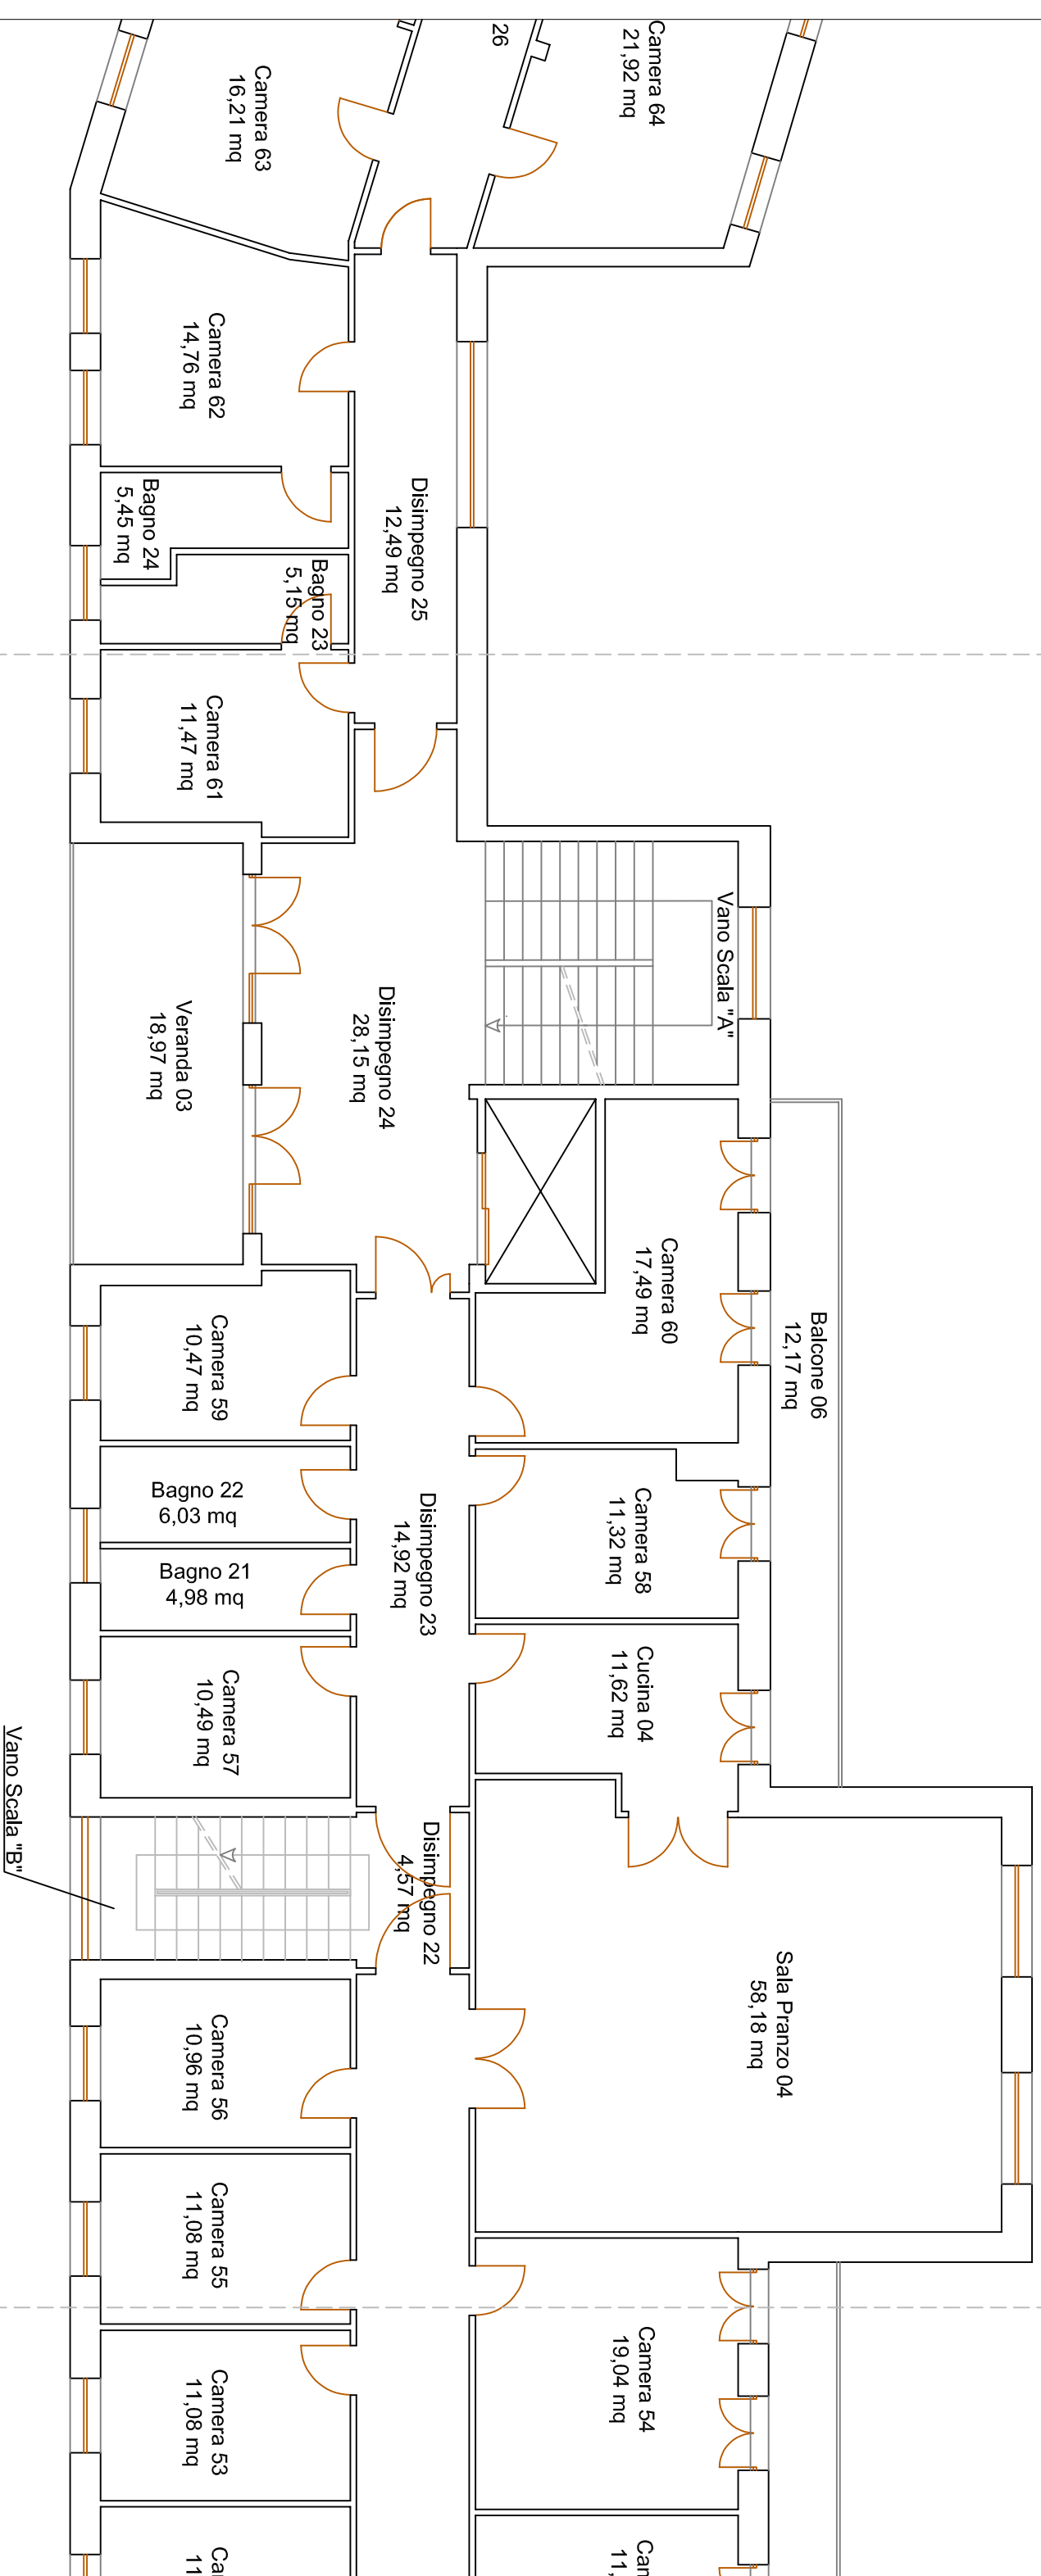 26
Camera 64
21,92 mq
Camera 63
16,21 mq
Camera 62
14,76 mq
Disimpegno 25
12,49 mq
Bagno 24
5,45 mq
Bagno 23
5,15 mq
Camera 61
11,47 mq
Vano Scala "A"
Disimpegno 24
28,15 mq
Veranda 03
18,97 mq
Camera 60
17,49 mq
Balcone 06
12,17 mq
Camera 59
10,47 mq
Bagno 22
6,03 mq
Disimpegno 23
14,92 mq
Camera 58
11,32 mq
Bagno 21
4,98 mq
Cucina 04
11,62 mq
Camera 57
10,49 mq
Vano Scala "B"
Disimpegno 22
4,57 mq
Sala Pranzo 04
58,18 mq
Camera 56
10,96 mq
Camera 55
11,08 mq
Camera 54
19,04 mq
Camera 53
11,08 mq